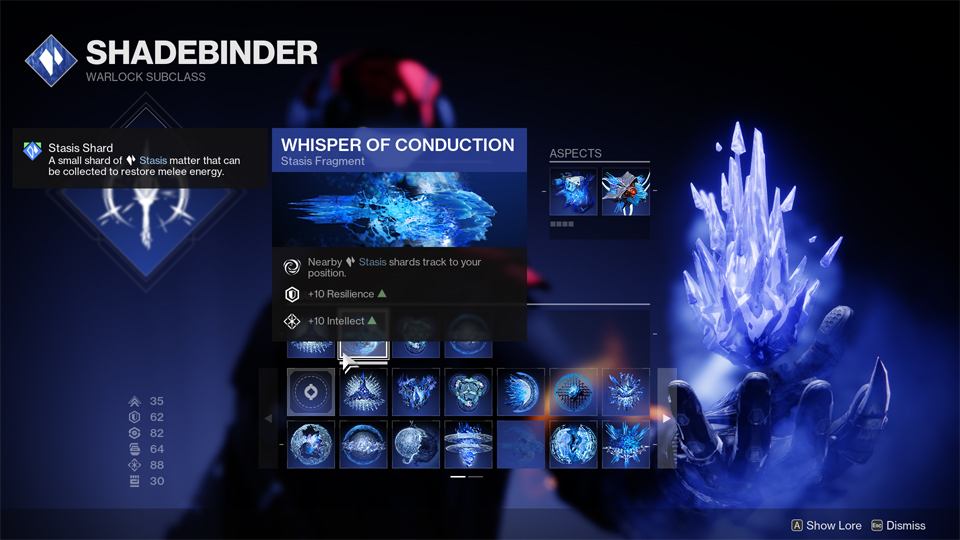 SHADEBINDER
WARLOCK SUBCLASS
Stasis Shard
A small shard of Stasis matter that can
be collected to restore melee energy.
WHISPER OF CONDUCTION
Stasis Fragment
Nearby Stasis shards track to your
position.
+10 Resilience
+10 Intellect
ASPECTS
35
62
82
64
88
30
A Show Lore Esc Dismiss